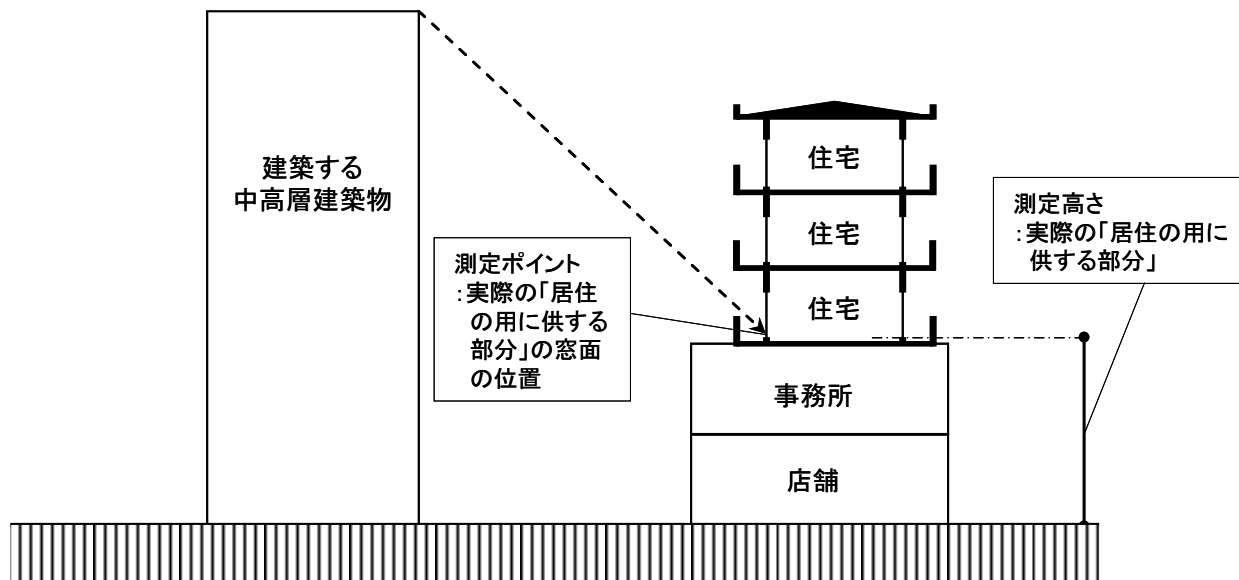 建築する
中高層建築物
測定ポイント
:実際の「居住
の用に供する
部分」の窓面
の位置
住宅
住宅
住宅
事務所
店舗
測定高さ
:実際の「居住の用に
供する部分」